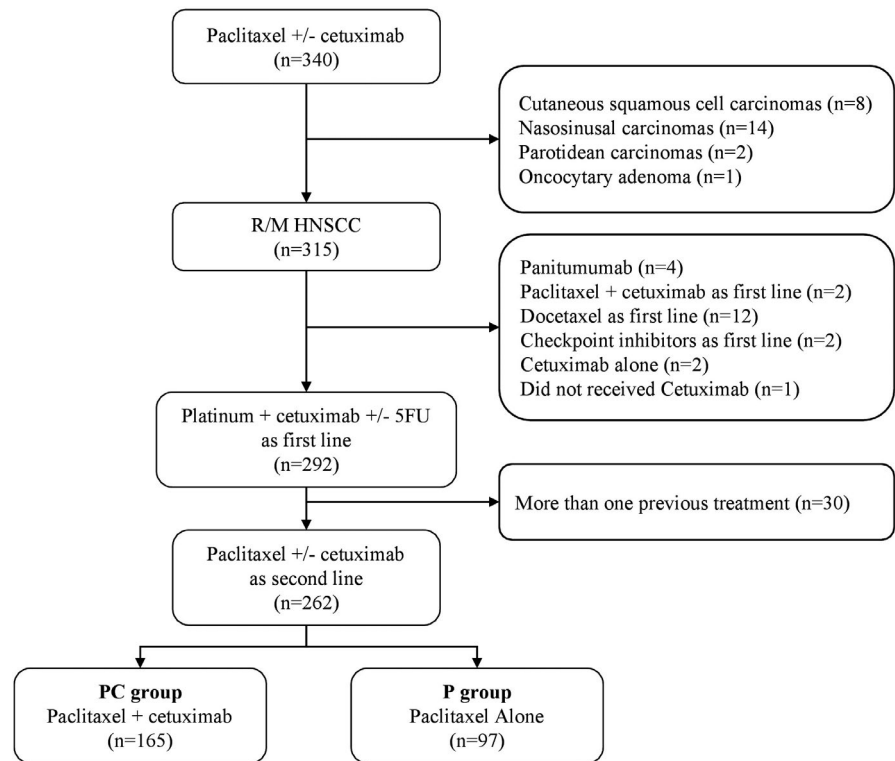 Paclitaxel +/- cetuximab
(n=340)
Cutaneous squamous cell carcinomas (n=8)
Nasosinusal carcinomas (n=14)
Parotidean carcinomas (n=2)
Oncocytary adenoma (n=1)
R/M HNSCC
(n=315)
Panitumumab (n=4)
Paclitaxel + cetuximab as first line (n=2)
Docetaxel as first line (n=12)
Checkpoint inhibitors as first line (n=2)
Cetuximab alone (n=2)
Did not received Cetuximab (n=1)
Platinum + cetuximab +/- 5FU
as first line
(n=292)
More than one previous treatment (n=30)
Paclitaxel +/- cetuximab
as second line
(n=262)
PC group
Paclitaxel + cetuximab
(n=165)
P group
Paclitaxel Alone
(n=97)